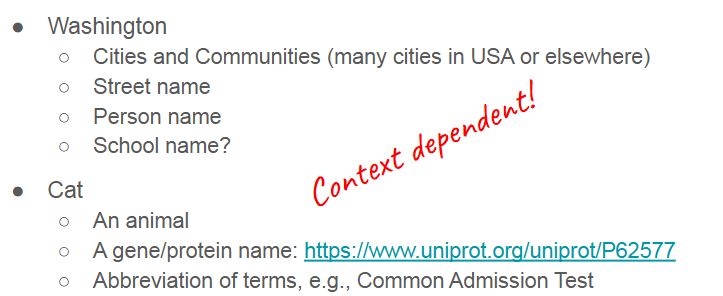 ● Washington
○ Cities and Communities (many cities in USA or elsewhere)
○ Street name
○ Person name
○ School name?
Context dependent!
● Cat
○ An animal
○ A gene/protein name: https://www.uniprot.org/uniprot/P62577
○ Abbreviation of terms, e.g., Common Admission Test